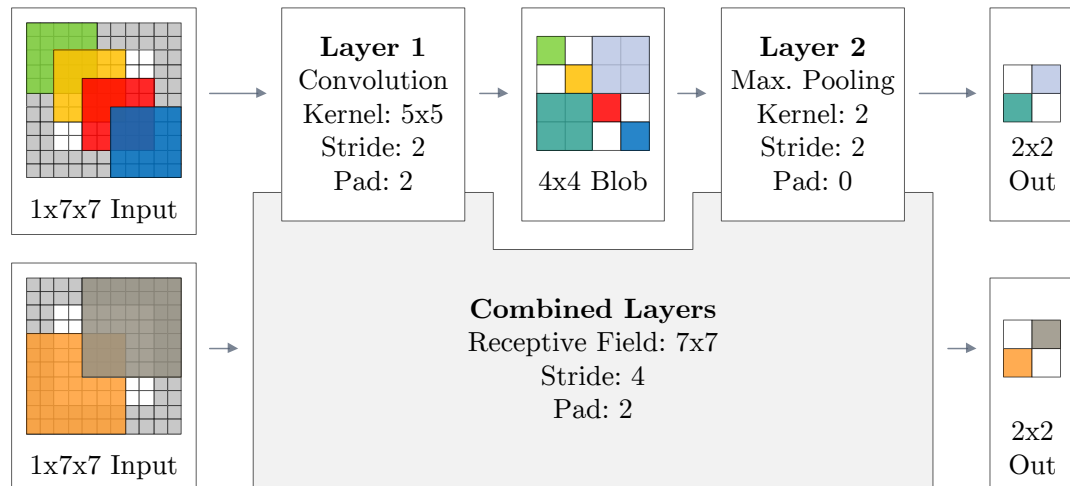 1x7x7 Input
Layer 1
Convolution
Kernel: 5x5
Stride: 2
Pad: 2
4x4 Blob
Layer 2
Max. Pooling
Kernel: 2
Stride: 2
Pad: 0
2x2
Out
1x7x7 Input
Combined Layers
Receptive Field: 7x7
Stride: 4
Pad: 2
2x2
Out